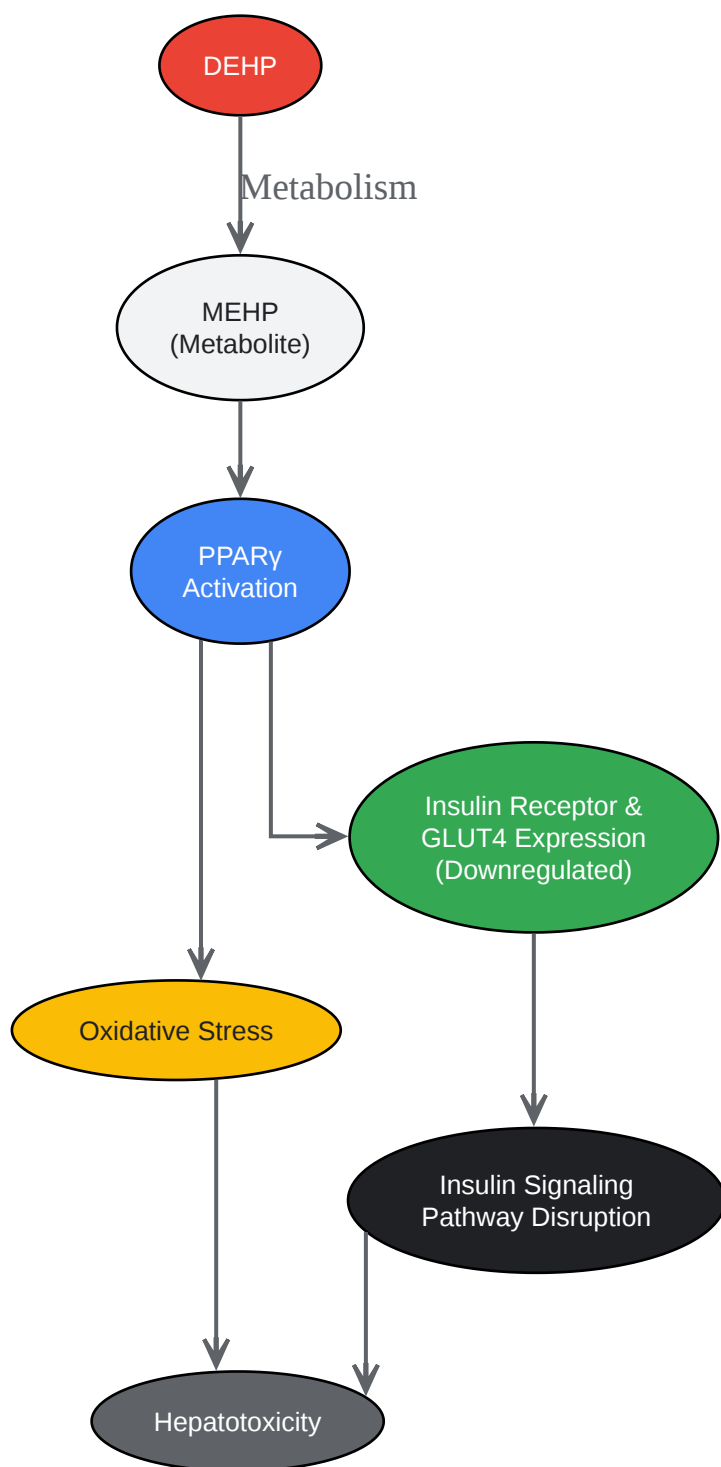 DEHP
Metabolism
MEHP
(Metabolite)
PPARγ
Activation
Insulin Receptor &
GLUT4 Expression
(Downregulated)
Oxidative Stress
Insulin Signaling
Pathway Disruption
Hepatotoxicity